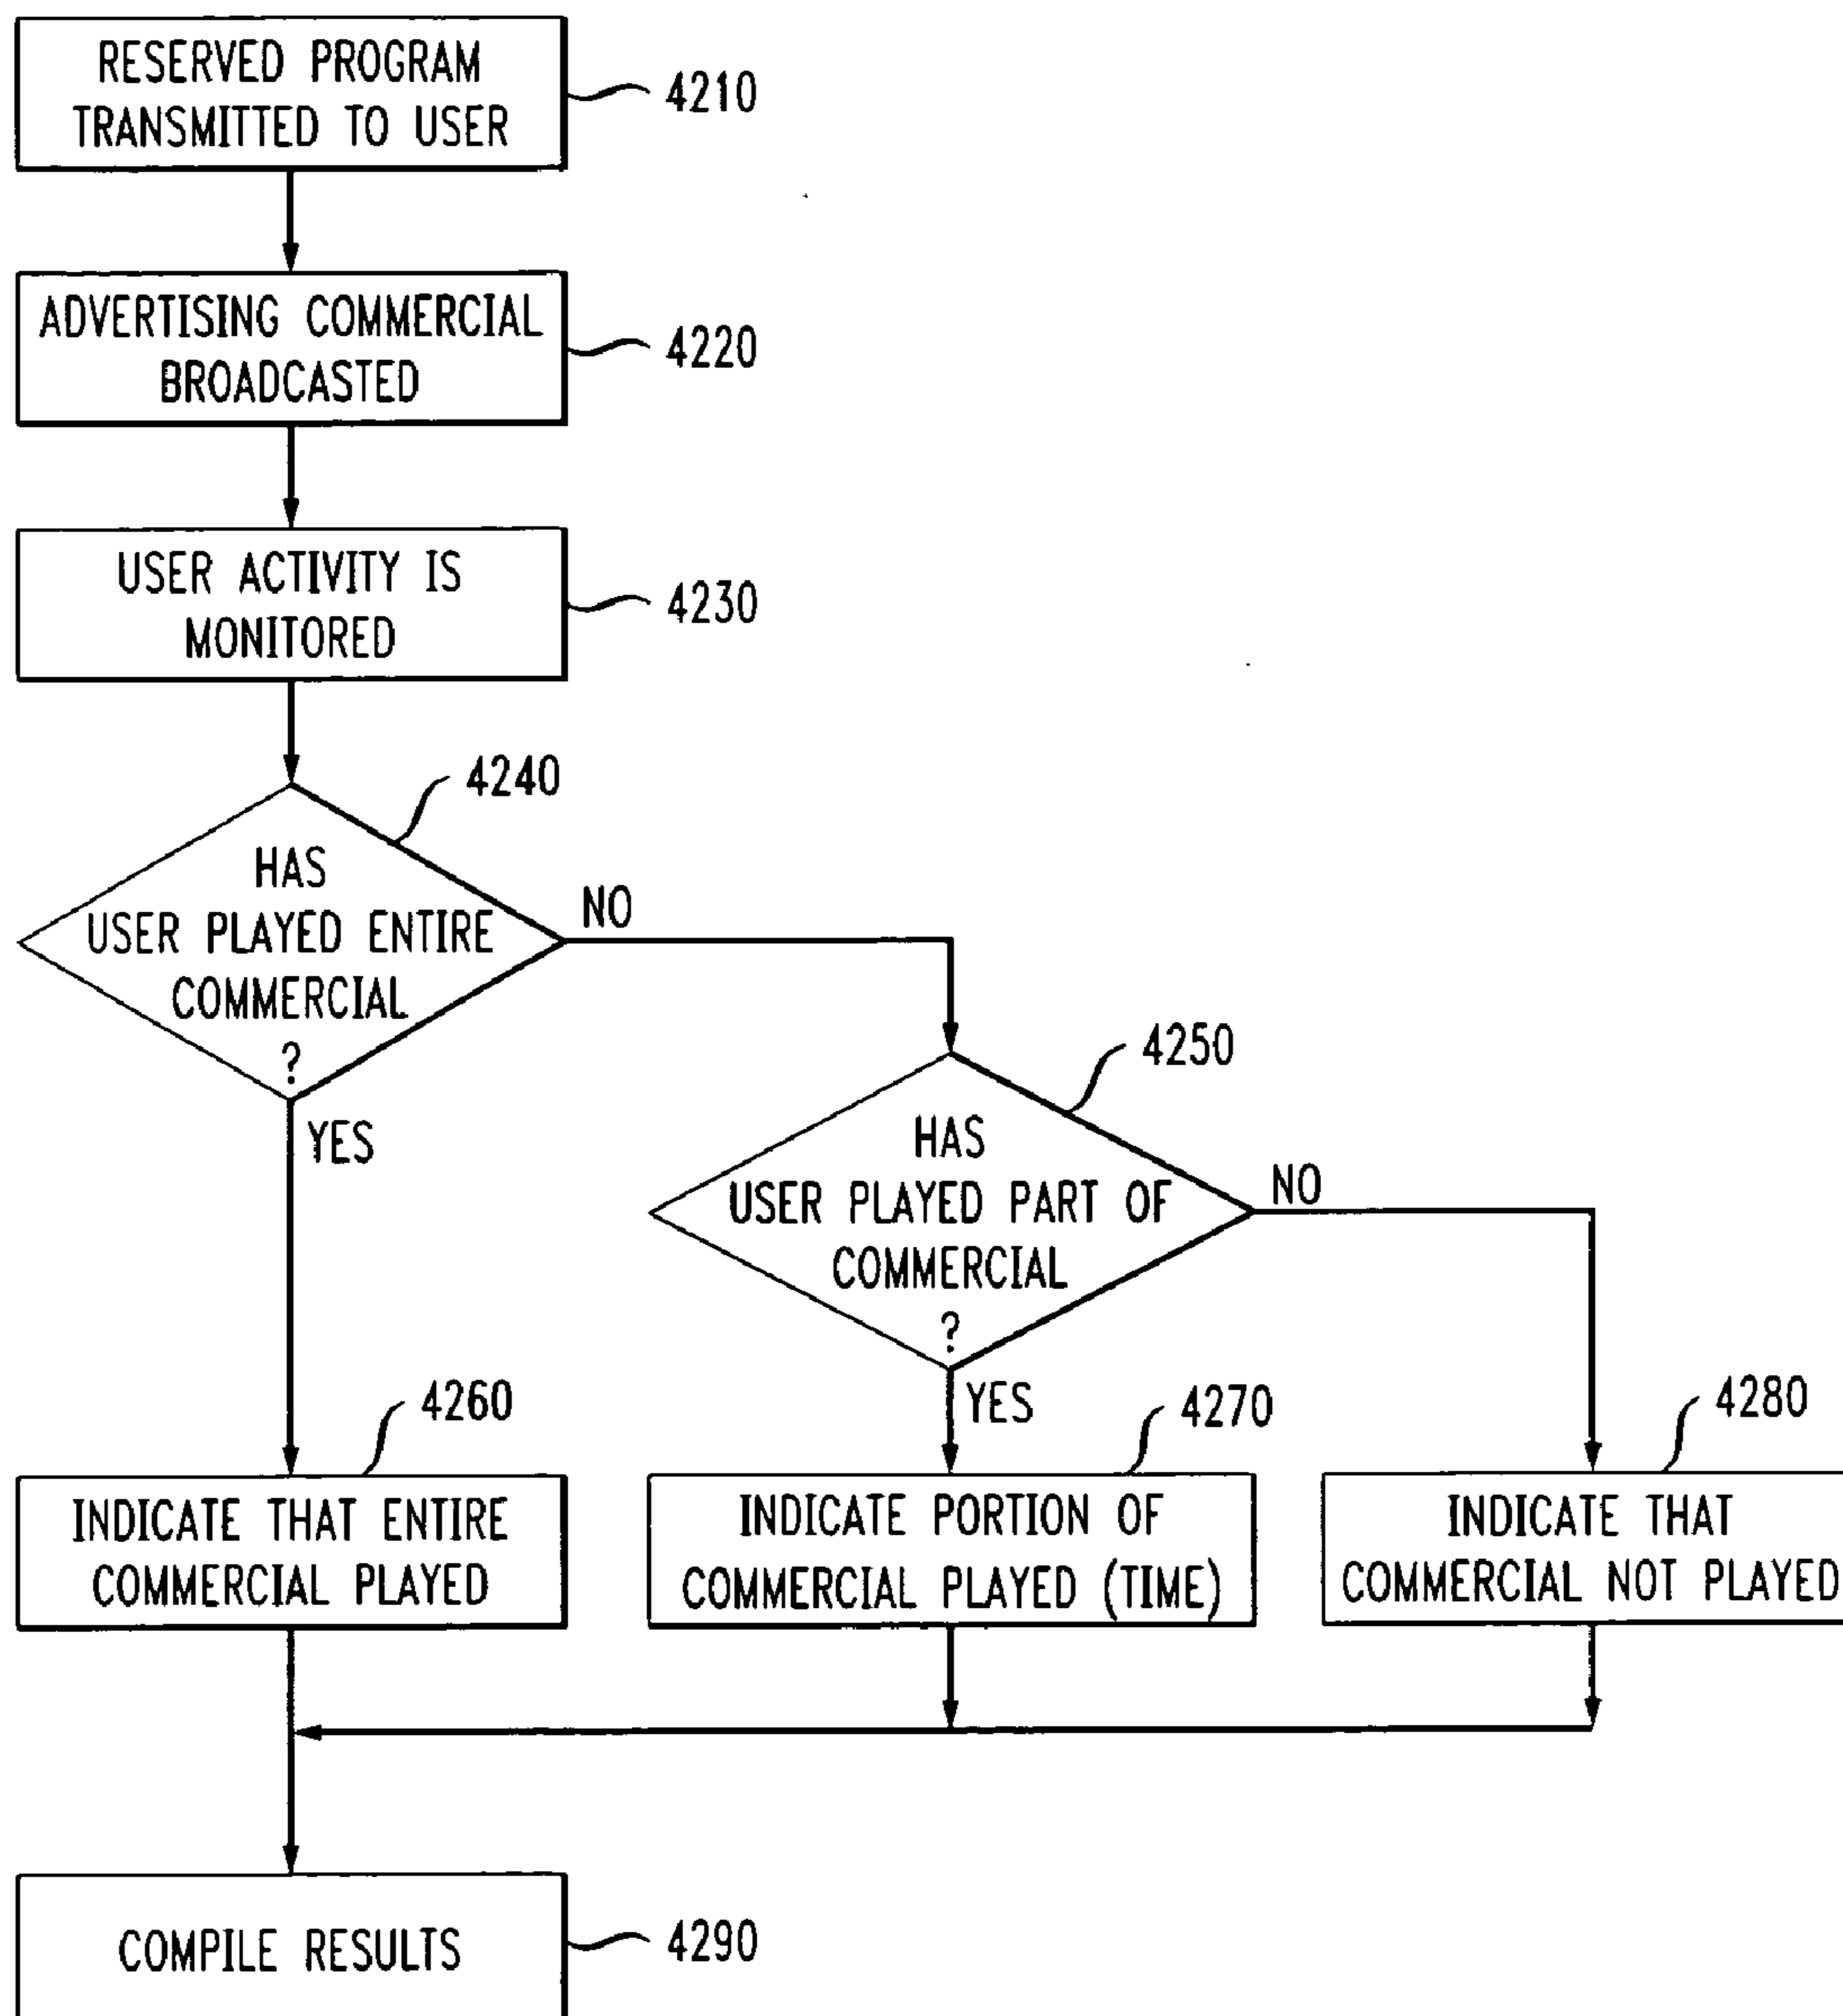 RESERVED PROGRAM
TRANSMITTED TO USER
4210
ADVERTISING COMMERCIAL
BROADCASTED
4220
USER ACTIVITY IS
MONITORED
4230
4240
HAS
USER PLAYED ENTIRE
COMMERCIAL
?
NO
YES
4250
HAS
USER PLAYED PART OF
COMMERCIAL
?
NO
YES
4260
INDICATE THAT ENTIRE
COMMERCIAL PLAYED
4270
INDICATE PORTION OF
COMMERCIAL PLAYED (TIME)
4280
INDICATE THAT
COMMERCIAL NOT PLAYED
COMPILE RESULTS
4290